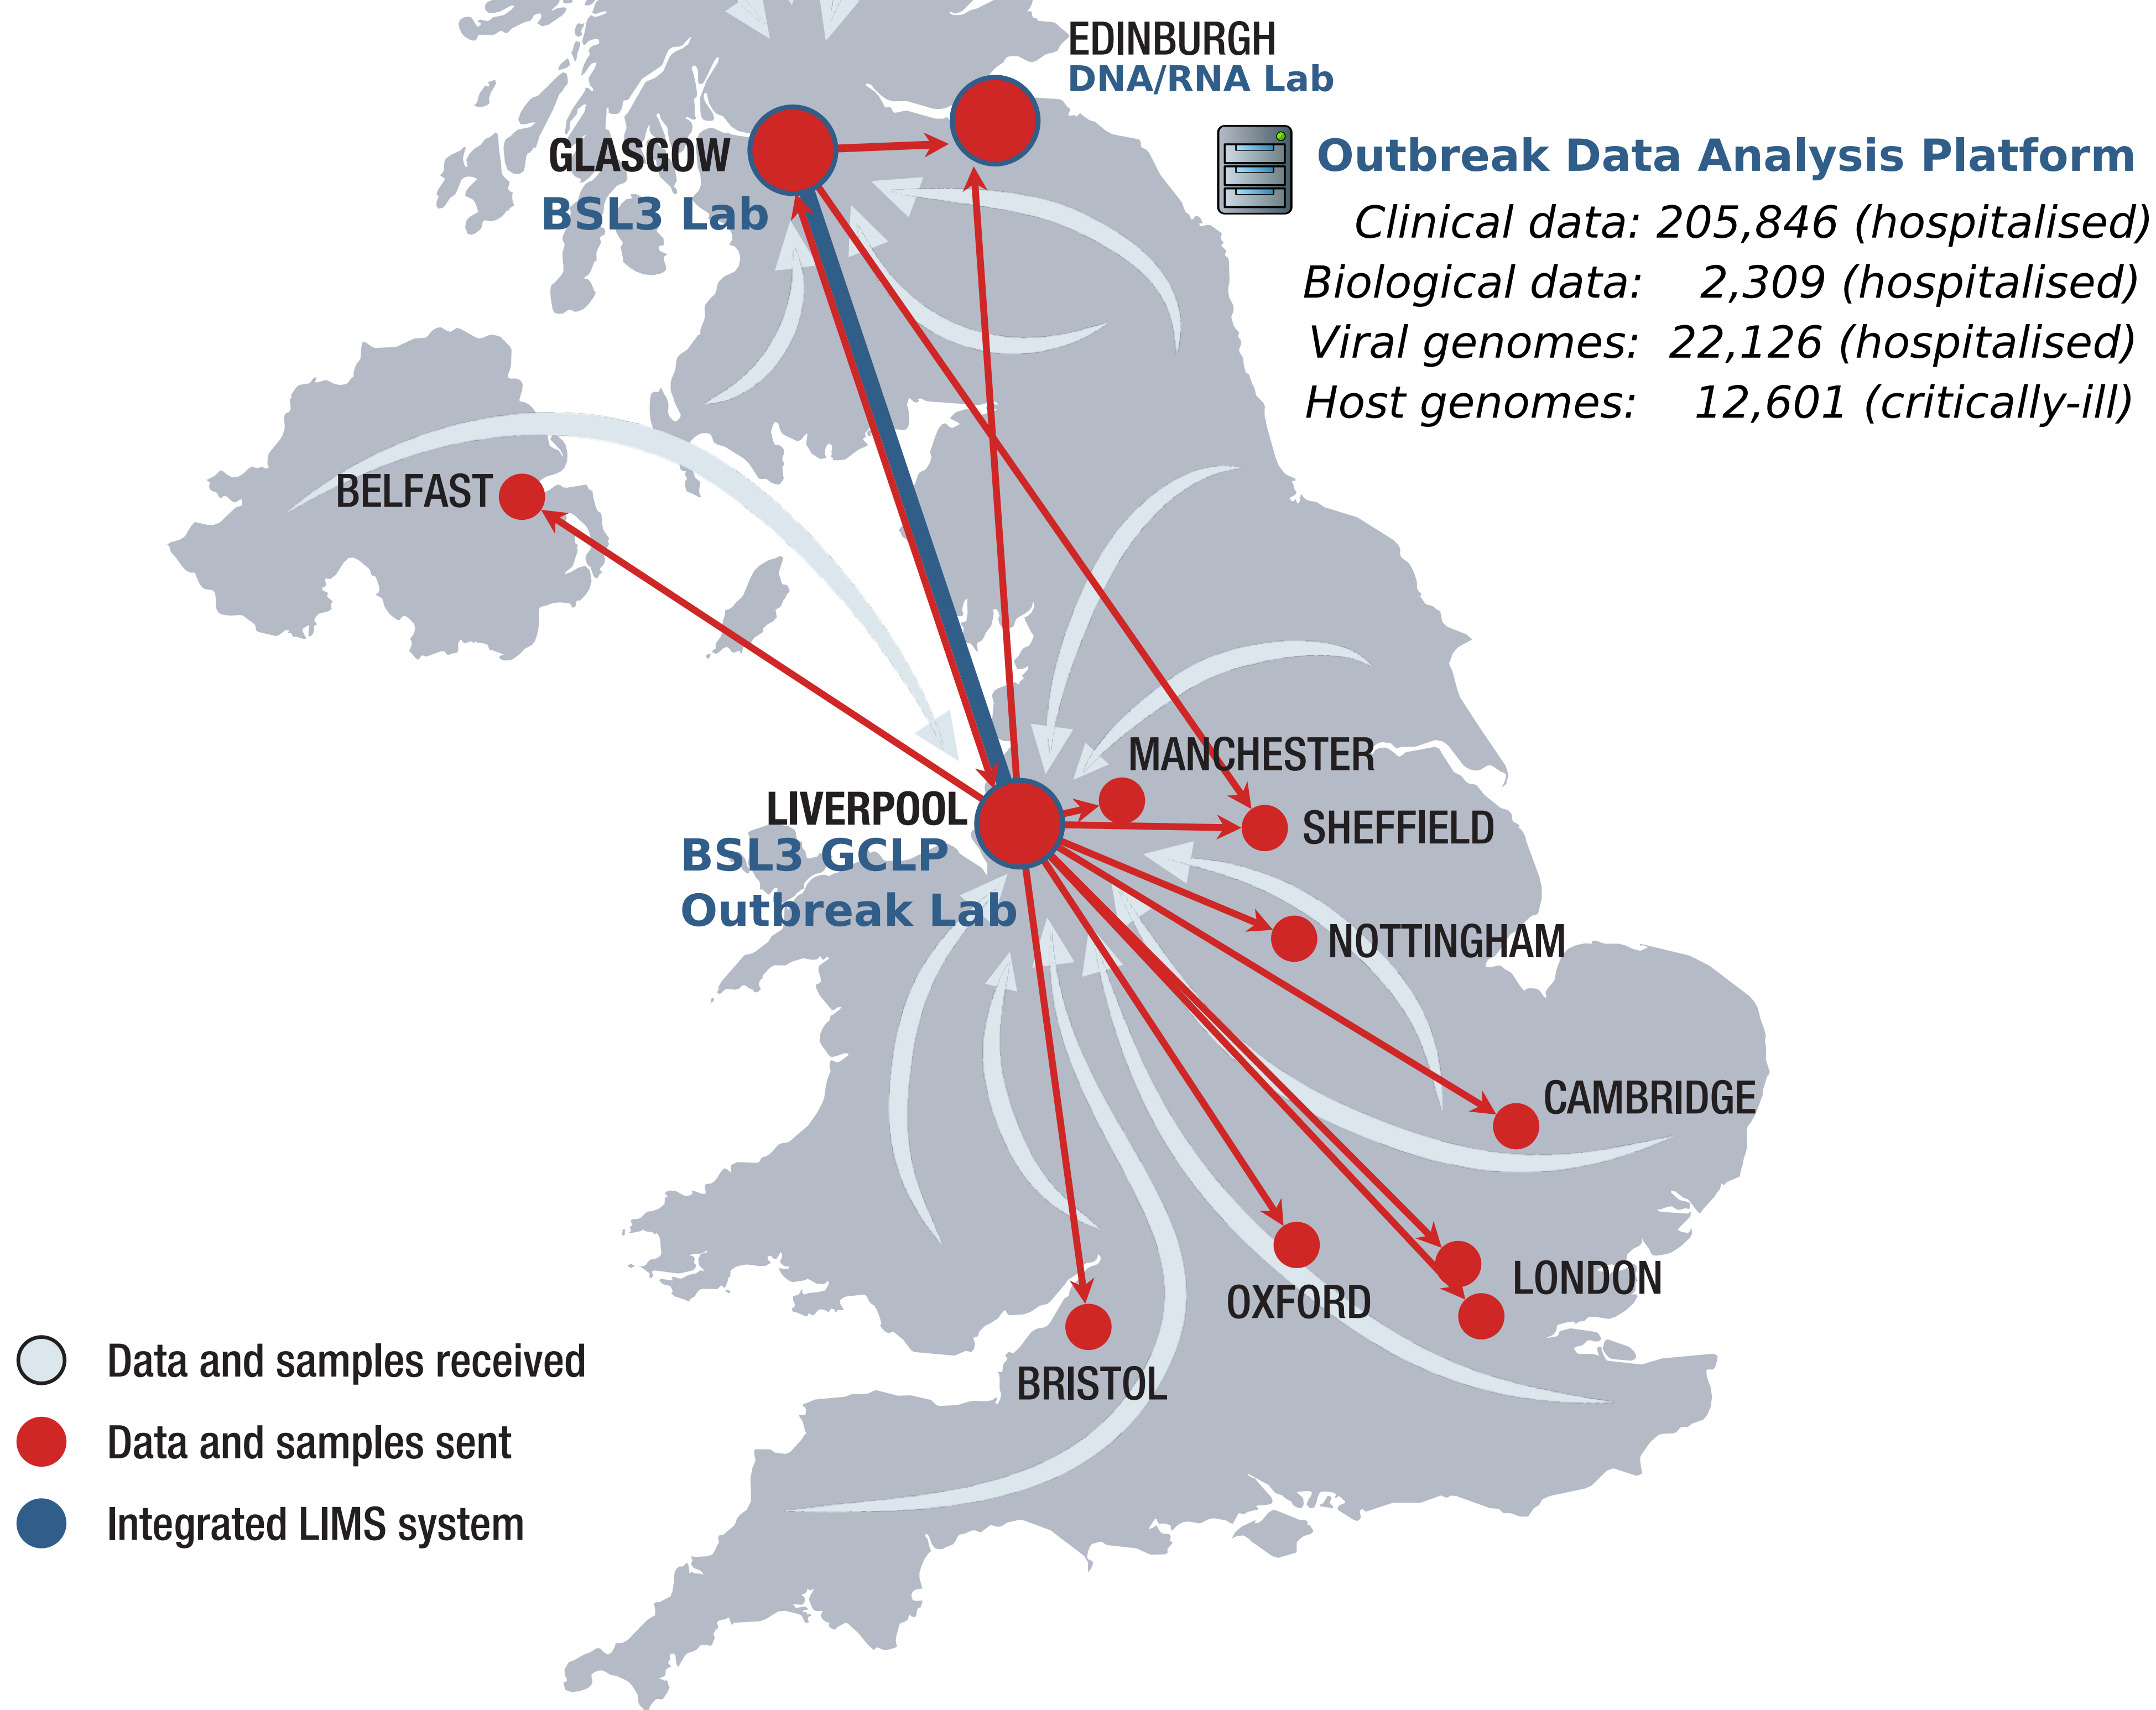 EDINBURGH
DNA/RNA Lab
GLASGOW
BSL3 Lab
Outbreak Data Analysis Platform
Clinical data: 205,846 (hospitalised)
Biological data: 2,309 (hospitalised)
Viral genomes: 22,126 (hospitalised)
Host genomes: 12,601 (critically-ill)
BELFAST
MANCHESTER
LIVERPOOL
BSL3 GCLP
Outbreak Lab
SHEFFIELD
NOTTINGHAM
CAMBRIDGE
LONDON
OXFORD
BRISTOL
Data and samples received
Data and samples sent
Integrated LIMS system